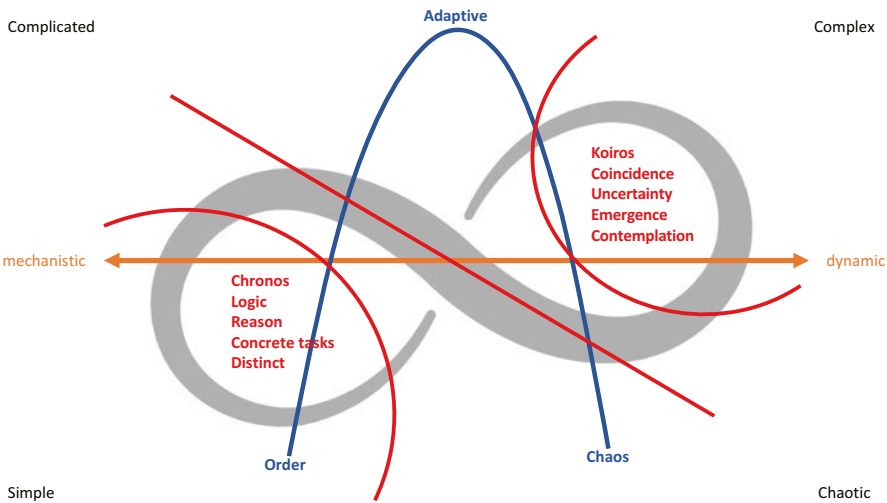 Adaptive
Complicated
Complex
Koiros
Coincidence
Uncertainty
Emergence
Contemplation
mechanistic
dynamic
Chronos
Logic
Reason
Concrete tasks
Distinct
Order
Chaos
Simple
Chaotic